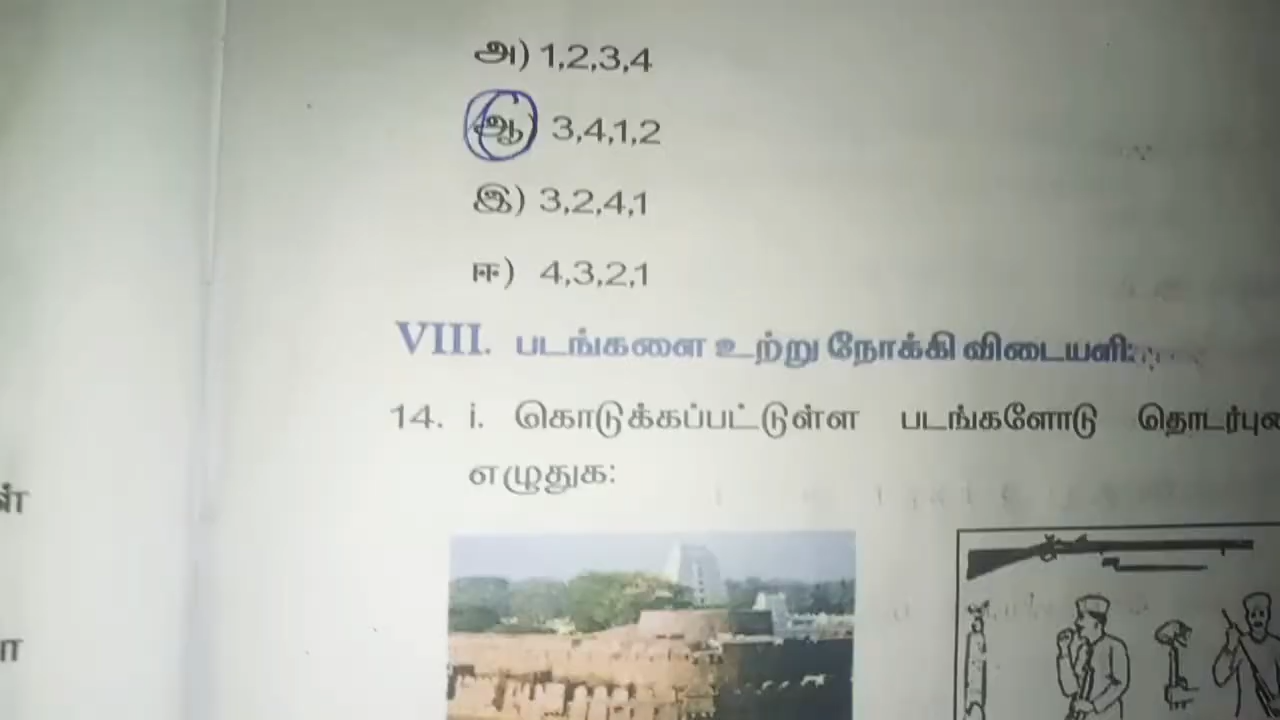 அ) 1,2,3,4
ஆ) 3,4,1,2
இ) 3,2,4,1
ஈ) 4,3,2,1
VIII. படங்களை உற்று நோக்கி விடையளி:
14. i. கொடுக்கப்பட்டுள்ள படங்களோடு
எழுதுக: